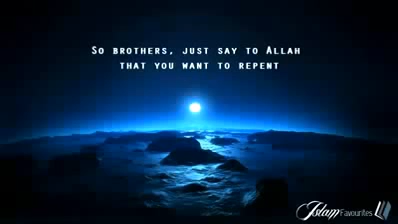 So brothers, just say to Allah
that you want to repent
Islam Favourites